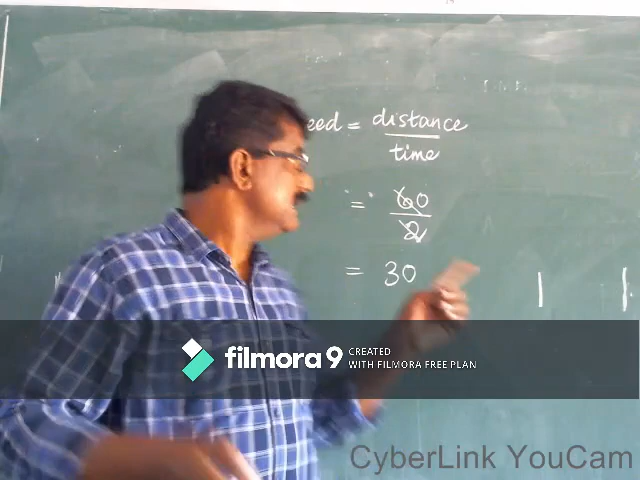 eed = distance
time
= 60
2
= 30
filmora 9 CREATED
WITH FILMORA FREE PLAN
CyberLink YouCam